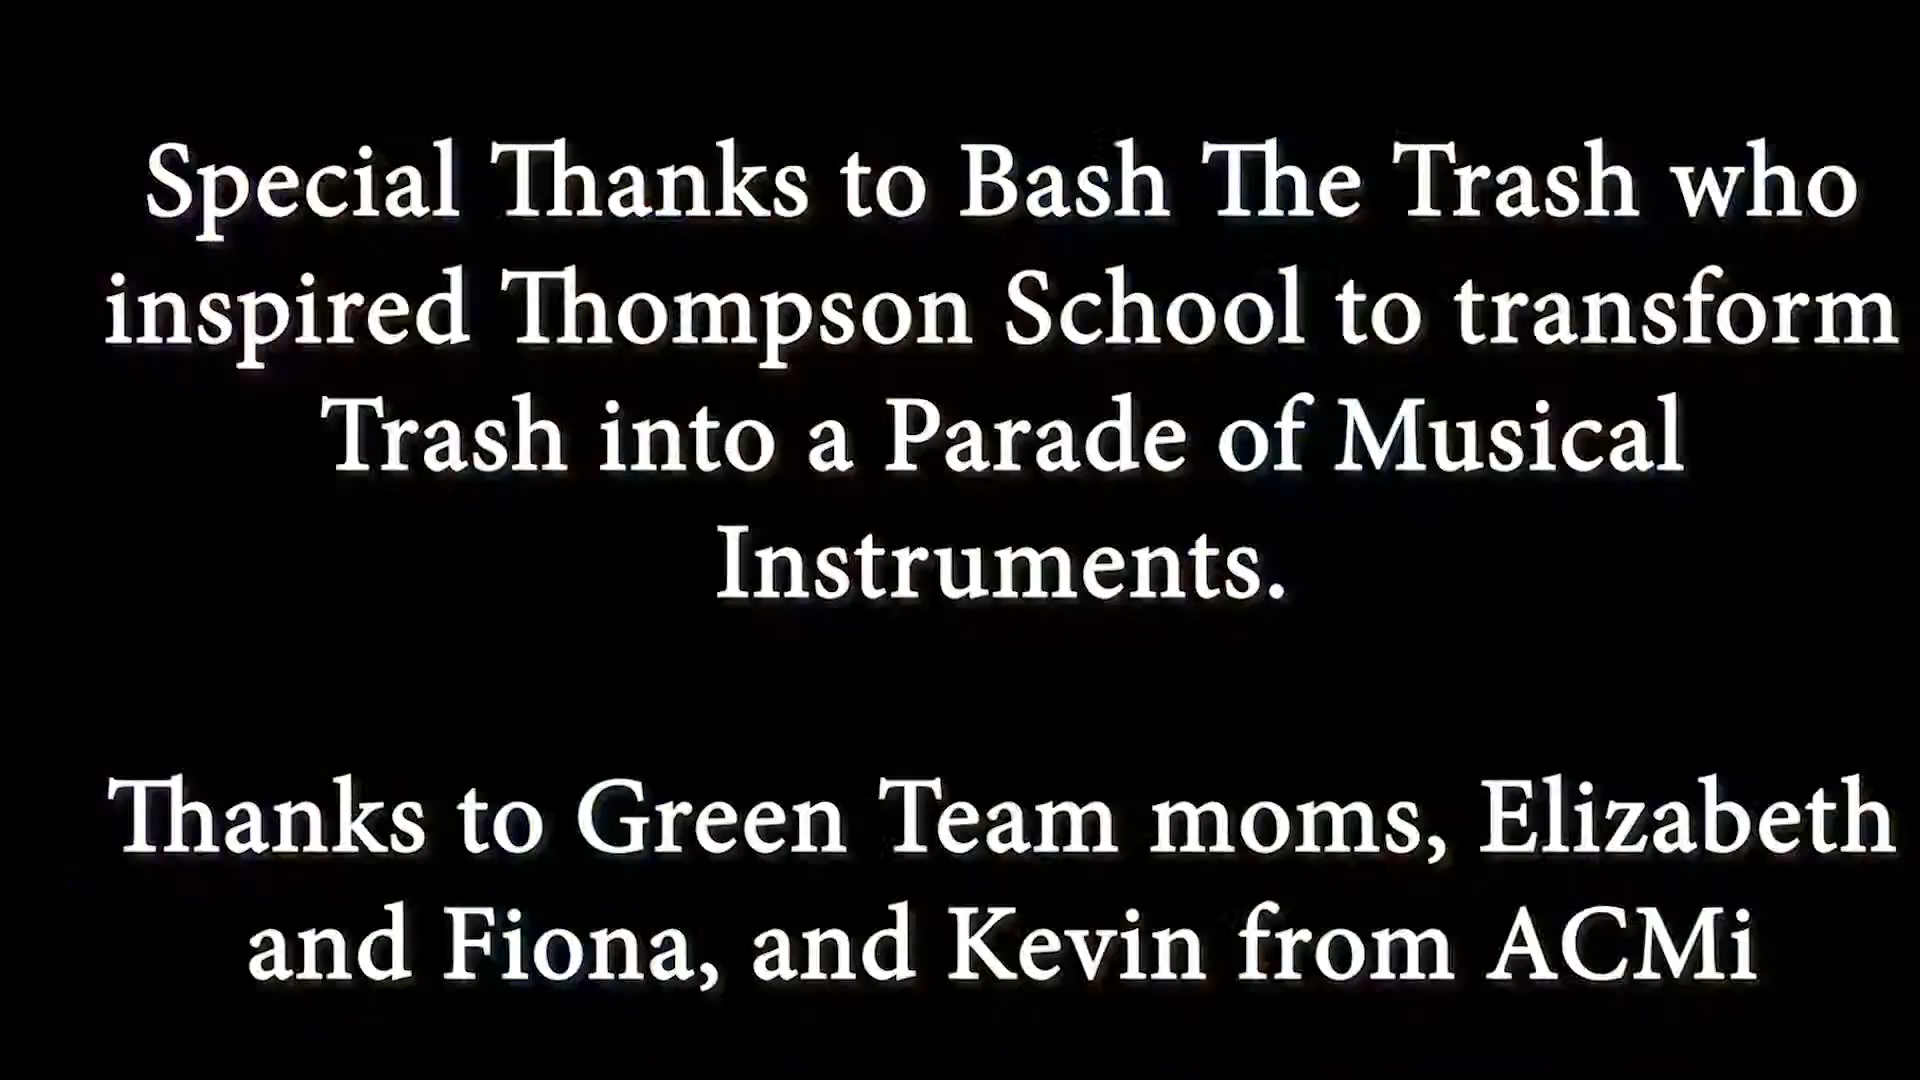 Special Thanks to Bash The Trash who
inspired Thompson School to transform
Trash into a Parade of Musical
Instruments.
Thanks to Green Team moms, Elizabeth
and Fiona, and Kevin from ACMi